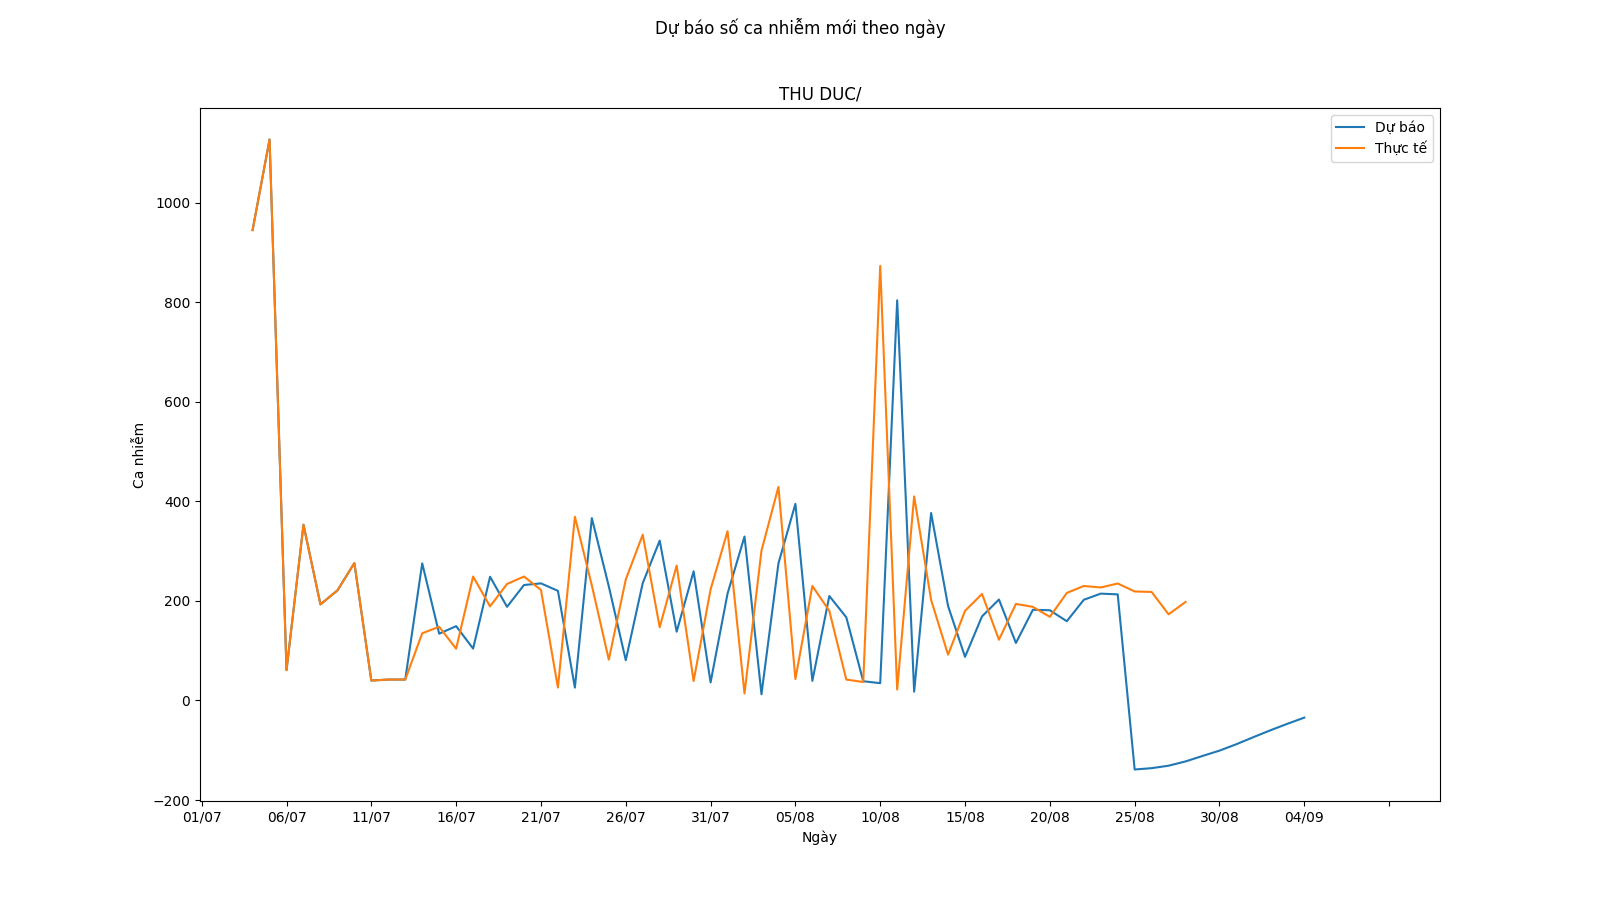 Dự báo số ca nhiễm mới theo ngày
THU DUC/
Dự báo
Thực tế
1000
800
600
400
200
0
−200
Ca nhiễm
01/07 06/07 11/07 16/07 21/07 26/07 31/07 05/08 10/08 15/08 20/08 25/08 30/08 04/09
Ngày